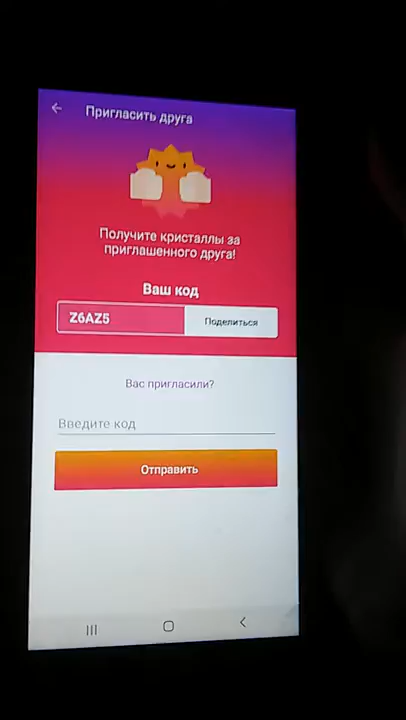 Пригласить друга
Получите кристаллы за
приглашенного друга!
Ваш код
Z6AZ5
Поделиться
Вас пригласили?
Введите код
Отправить